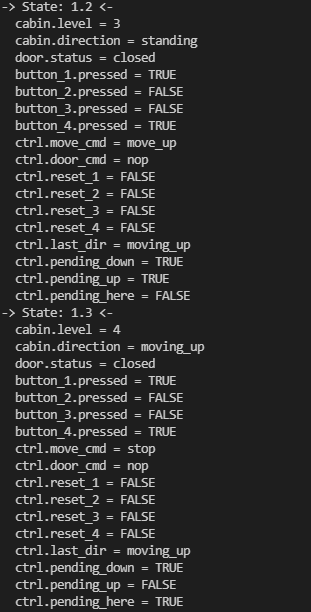 -> State: 1.2 <-
cabin.level = 3
cabin.direction = standing
door.status = closed
button_1.pressed = TRUE
button_2.pressed = FALSE
button_3.pressed = FALSE
button_4.pressed = TRUE
ctrl.move_cmd = move_up
ctrl.door_cmd = nop
ctrl.reset_1 = FALSE
ctrl.reset_2 = FALSE
ctrl.reset_3 = FALSE
ctrl.reset_4 = FALSE
ctrl.last_dir = moving_up
ctrl.pending_down = TRUE
ctrl.pending_up = TRUE
ctrl.pending_here = FALSE
-> State: 1.3 <-
cabin.level = 4
cabin.direction = moving_up
door.status = closed
button_1.pressed = TRUE
button_2.pressed = FALSE
button_3.pressed = FALSE
button_4.pressed = TRUE
ctrl.move_cmd = stop
ctrl.door_cmd = nop
ctrl.reset_1 = FALSE
ctrl.reset_2 = FALSE
ctrl.reset_3 = FALSE
ctrl.reset_4 = FALSE
ctrl.last_dir = moving_up
ctrl.pending_down = TRUE
ctrl.pending_up = FALSE
ctrl.pending_here = TRUE